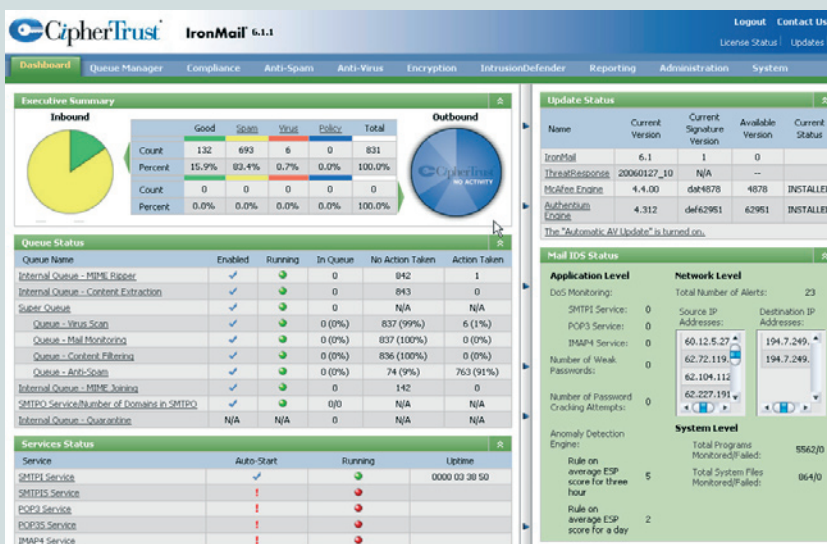 CipherTrust IronMail 6.1.1
Logout Contact Us
License Status Updates
Dashboard Queue Manager Compliance Anti-Spam Anti-Virus Encryption IntrusionDefender Reporting Administration System
Executive Summary
Inbound
Outbound
Good Spam Virus Policy Total
Count 132 693 6 0 831
Percent 15.9% 83.4% 0.7% 0.0% 100.0%
Count 0 0 0 0 0
Percent 0.0% 0.0% 0.0% 0.0% 100.0%
CipherTrust
NO ACTIVITY
Queue Status
Queue Name Enabled Running In Queue No Action Taken Action Taken
Internal Queue - MIME Ripper 0 842 1
Internal Queue - Content Extraction 0 843 0
Super Queue 0 N/A N/A
Queue - Virus Scan 0 (0%) 837 (99%) 6 (1%)
Queue - Mail Monitoring 0 (0%) 837 (100%) 0 (0%)
Queue - Content Filtering 0 (0%) 836 (100%) 0 (0%)
Queue - Anti-Spam 0 (0%) 74 (9%) 763 (91%)
Internal Queue - MIME Joining 0 142 0
SMTPO Service/Number of Domains in SMTPO 0/0 N/A N/A
Internal Queue - Quarantine N/A N/A 0 N/A N/A
Services Status
Service Auto-Start Running Uptime
SMTPI Service 0000 03 38 50
SMTPIS Service !
POP3 Service !
POP3S Service !
IMAP4 Service !
Update Status
Name Current Version Current Signature Version Available Version Current Status
IronMail 6.1 1 0
ThreatResponse 20060127_10 N/A --
McAfee Engine 4.4.00 dat4878 4878 INSTALLED
Authentium Engine 4.312 def62951 62951 INSTALLED
The "Automatic AV Update" is turned on.
Mail IDS Status
Application Level
DoS Monitoring:
SMTPI Service: 0
POP3 Service: 0
IMAP4 Service: 0
Number of Weak
Passwords: 0
Number of Password
Cracking Attempts: 0
Anomaly Detection
Engine:
Rule on
average ESP
score for three
hour 5
Rule on
average ESP
score for a day 2
Network Level
Total Number of Alerts: 23
Source IP
Addresses:
60.12.5.27
62.72.119.
62.104.112
62.227.191
Destination IP
Addresses:
194.7.249.
194.7.249.
System Level
Total Programs
Monitored/Failed: 5562/0
Total System Files
Monitored/Failed: 864/0